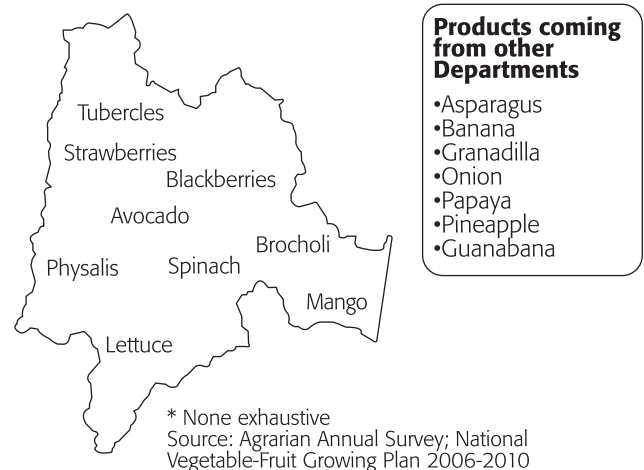 Products coming
from other
Departments
•Asparagus
•Banana
•Granadilla
•Onion
•Papaya
•Pineapple
•Guanabana
Tubercles
Strawberries
Blackberries
Avocado
Brocholi
Physalis
Spinach
Mango
Lettuce
* None exhaustive
Source: Agrarian Annual Survey; National
Vegetable-Fruit Growing Plan 2006-2010